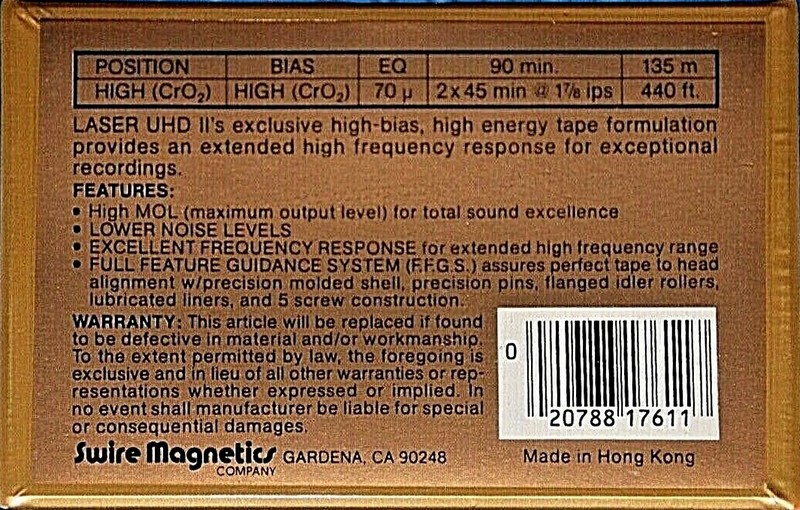 POSITION BIAS EQ 90 min. 135 m
HIGH (CrO₂) HIGH (CrO₂) 70 µ 2x45 min @ 1⅞ ips 440 ft.
LASER UHD II's exclusive high-bias, high energy tape formulation
provides an extended high frequency response for exceptional
recordings.
FEATURES:
• High MOL (maximum output level) for total sound excellence
• LOWER NOISE LEVELS
• EXCELLENT FREQUENCY RESPONSE for extended high frequency range
• FULL FEATURE GUIDANCE SYSTEM (F.F.G.S.) assures perfect tape to head
alignment w/precision molded shell, precision pins, flanged idler rollers,
lubricated liners, and 5 screw construction.
WARRANTY: This article will be replaced if found
to be defective in material and/or workmanship.
To the extent permitted by law, the foregoing is
exclusive and in lieu of all other warranties or rep-
resentations whether expressed or implied. In
no event shall manufacturer be liable for special
or consequential damages.
Swire Magnetics
COMPANY
GARDENA, CA 90248
0
20788 17611
Made in Hong Kong